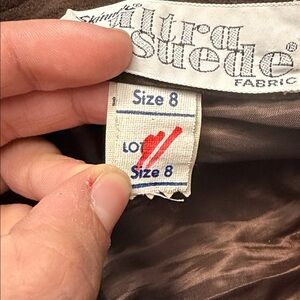 Skinner®
Ultra
Suede®
FABRIC
Size 8
LOT
Size 8